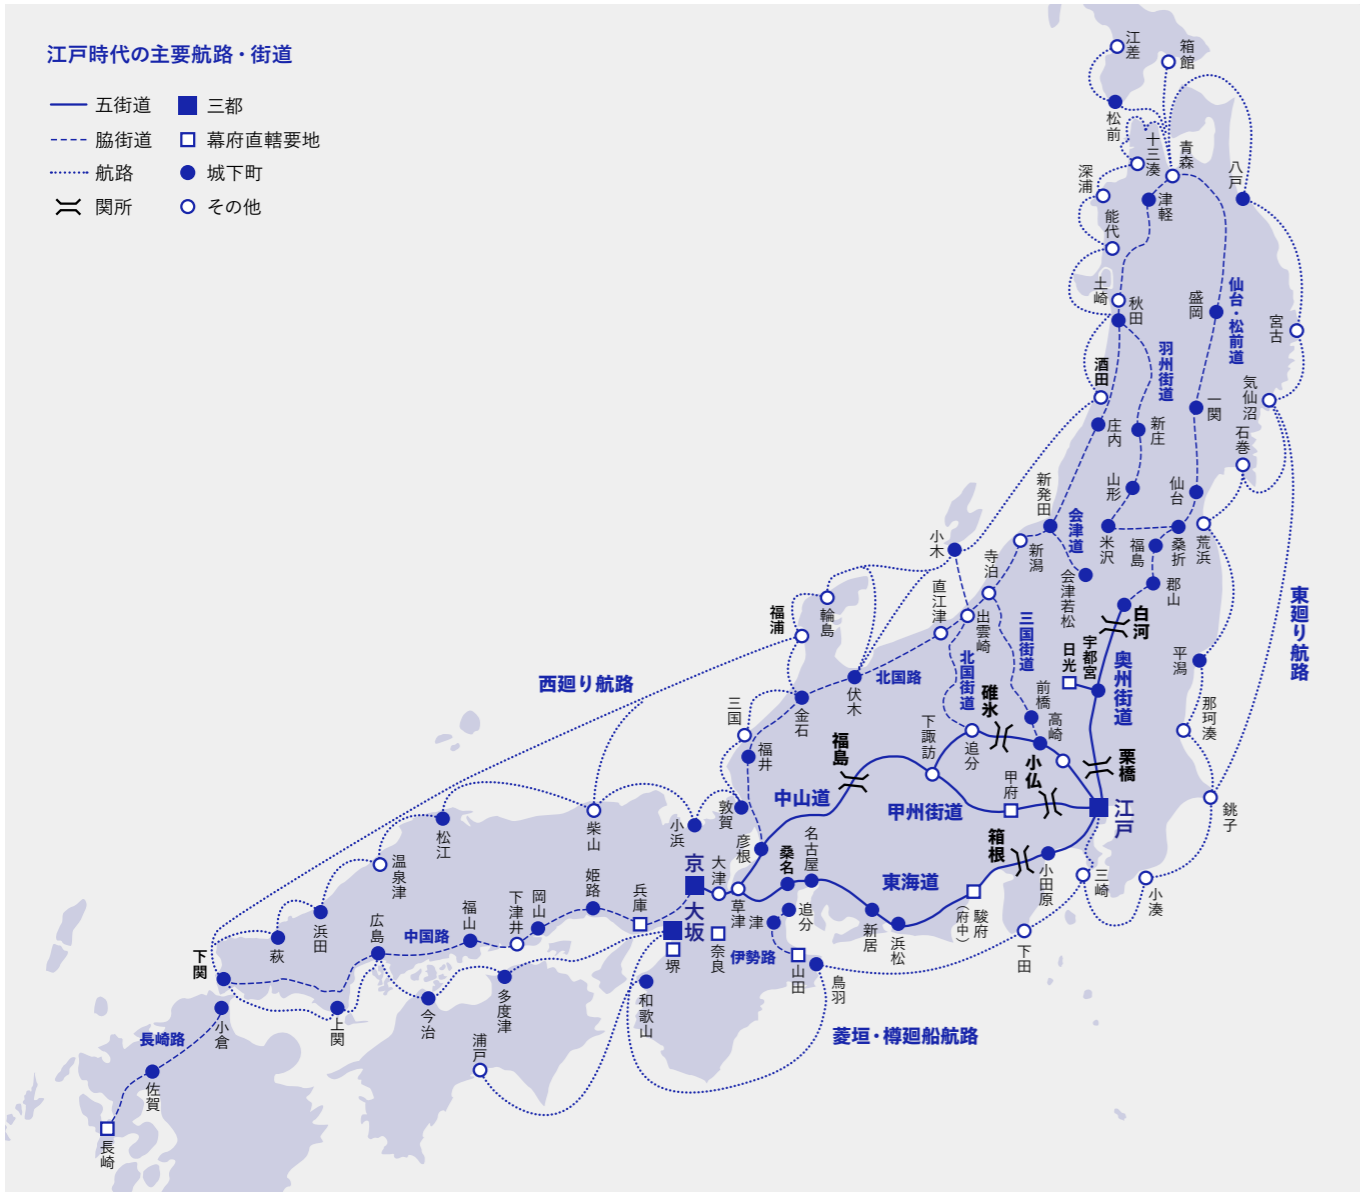 江戸時代の主要航路・街道
五街道
三都
脇街道
幕府直轄要地
航路
城下町
関所
その他
江差
箱館
松前
十三湊
青森
深浦
津軽
八戸
能代
土崎
秋田
盛岡
仙台・松前道
宮古
羽州街道
酒田
気仙沼
一関
庄内
新庄
石巻
新発田
山形
仙台
会津道
小木
寺泊
新潟
米沢
福島
桑折
荒浜
会津若松
郡山
直江津
出雲崎
東廻り航路
輪島
福浦
三国街道
白河
宇都宮
日光
平潟
北国街道
奥州街道
北国路
伏木
西廻り航路
碓氷
前橋
三国
金石
那珂湊
下諏訪
追分
高崎
福井
福島
小仏
栗橋
甲府
中山道
甲州街道
江戸
銚子
敦賀
小浜
柴山
松江
彦根
名古屋
箱根
京
大津
桑名
温泉津
東海道
小田原
三崎
小湊
姫路
兵庫
岡山
下津井
福山
草津
大坂
追分
津
駿府
(府中)
広島
浜田
中国路
新居
浜松
下田
萩
奈良
伊勢路
下関
堺
山田
鳥羽
多度津
和歌山
今治
上関
小倉
浦戸
菱垣・樽廻船航路
長崎路
佐賀
長崎